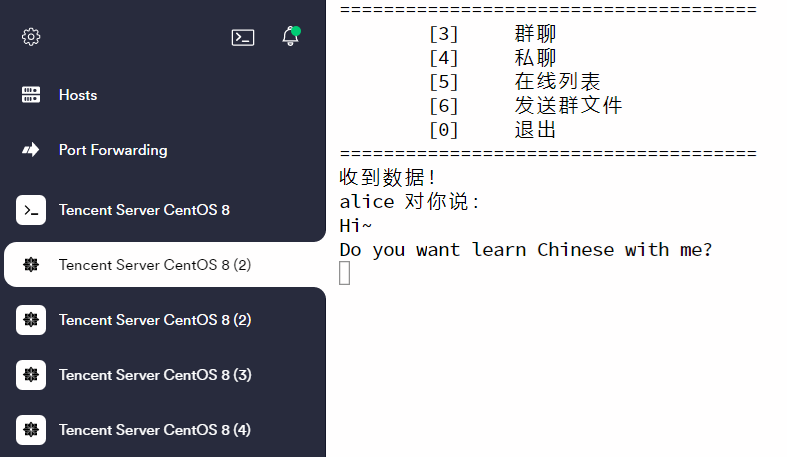 Hosts
Port Forwarding
Tencent Server CentOS 8
Tencent Server CentOS 8 (2)
Tencent Server CentOS 8 (2)
Tencent Server CentOS 8 (3)
Tencent Server CentOS 8 (4)
======================================
[3] 群聊
[4] 私聊
[5] 在线列表
[6] 发送群文件
[0] 退出
======================================
收到数据!
alice 对你说:
Hi~
Do you want learn Chinese with me?